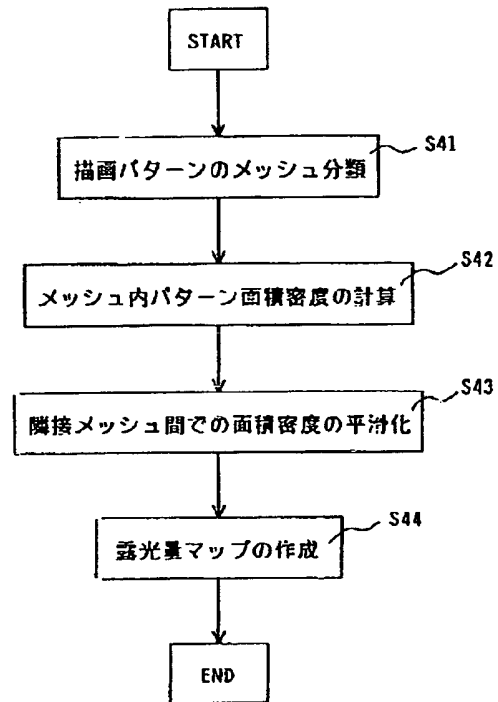 START
S41
描画パターンのメッシュ分類
S42
メッシュ内パターン面積密度の計算
S43
隣接メッシュ間での面積密度の平滑化
S44
露光量マップの作成
END